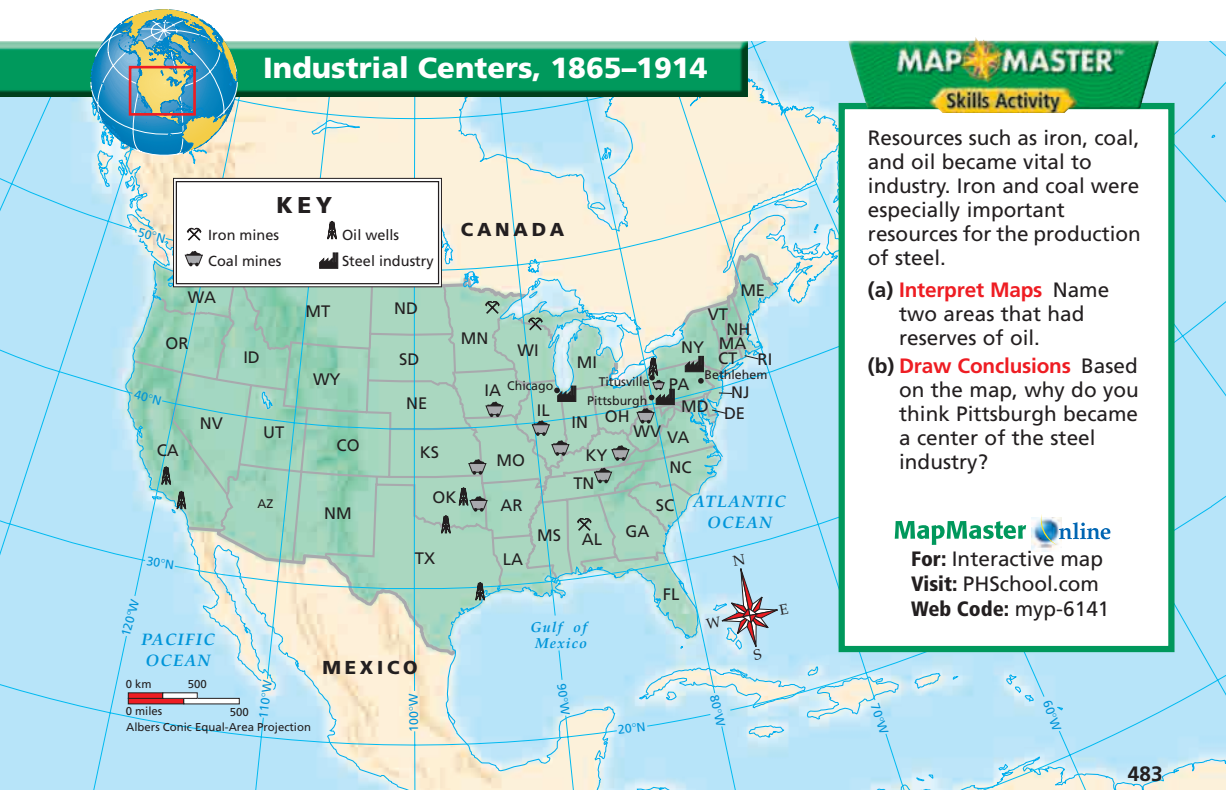 Industrial Centers, 1865–1914
KEY
Iron mines
Oil wells
Coal mines
Steel industry
50°N
CANADA
WA
MT
ND
MN
WI
MI
ME
VT
NH
MA
NY
CT
RI
OR
ID
SD
WY
IA
Chicago
Titusville
PA
Bethlehem
Pittsburgh
NJ
40°N
NE
IL
IN
OH
MD
DE
NV
UT
CO
KS
MO
KY
WV
VA
CA
TN
NC
AZ
NM
OK
AR
SC
ATLANTIC
OCEAN
MS
AL
GA
TX
LA
30°N
FL
N
W
E
S
Gulf of
Mexico
120°W
PACIFIC
OCEAN
MEXICO
0 km 500
0 miles 500
Albers Conic Equal-Area Projection
110°W
100°W
90°W
20°N
80°W
70°W
60°W
MAP MASTER™
Skills Activity
Resources such as iron, coal,
and oil became vital to
industry. Iron and coal were
especially important
resources for the production
of steel.
(a) Interpret Maps Name
two areas that had
reserves of oil.
(b) Draw Conclusions Based
on the map, why do you
think Pittsburgh became
a center of the steel
industry?
MapMaster Online
For: Interactive map
Visit: PHSchool.com
Web Code: myp-6141
483